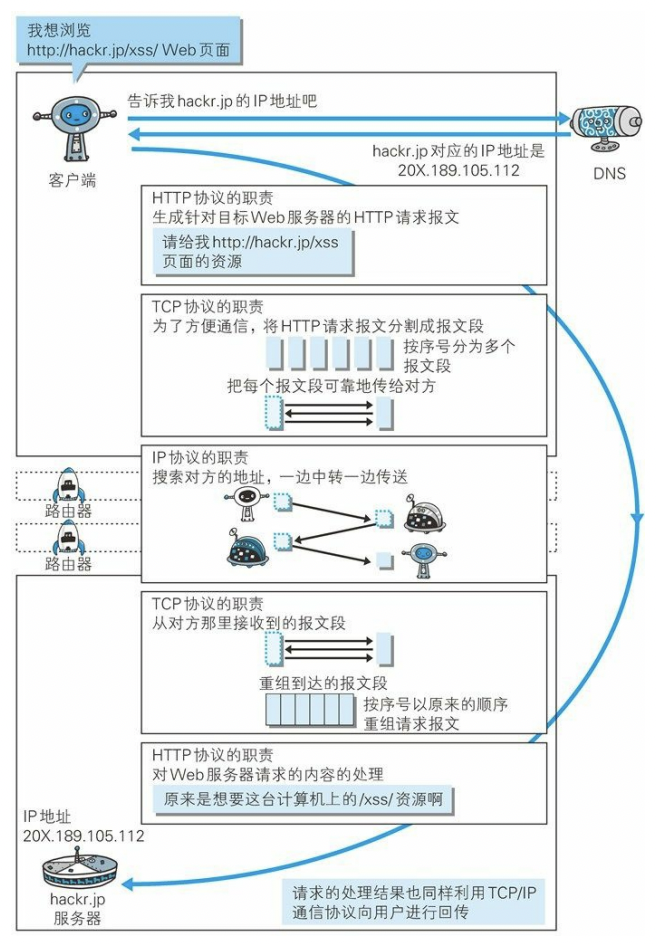 我想浏览
http://hackr.jp/xss/ Web页面
告诉我hackr.jp的IP地址吧
hackr.jp对应的IP地址是
20X.189.105.112
客户端
DNS
HTTP协议的职责
生成针对目标Web服务器的HTTP请求报文
请给我http://hackr.jp/xss
页面的资源
TCP协议的职责
为了方便通信，将HTTP请求报文分割成报文段
按序号分为多个
报文段
把每个报文段可靠地传给对方
IP协议的职责
搜索对方的地址，一边中转一边传送
路由器
路由器
TCP协议的职责
从对方那里接收到的报文段
重组到达的报文段
按序号以原来的顺序
重组请求报文
HTTP协议的职责
对Web服务器请求的内容的处理
原来是想要这台计算机上的/xss/资源啊
IP地址
20X.189.105.112
hackr.jp
服务器
请求的处理结果也同样利用TCP/IP
通信协议向用户进行回传